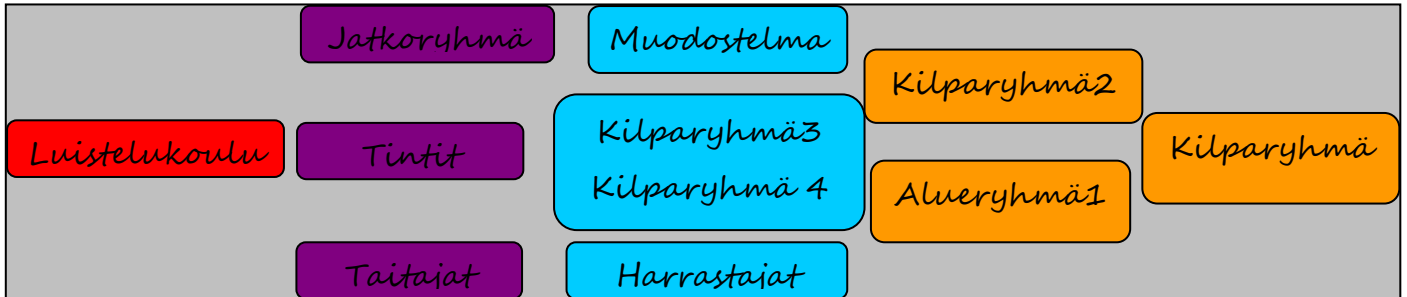 Jatkoryhmä
Muodostelma
Kilparyhmä2
Luistelukoulu
Tintit
Kilparyhmä3
Kilparyhmä 4
Kilparyhmä
Alueryhmä1
Taitajat
Harrastajat